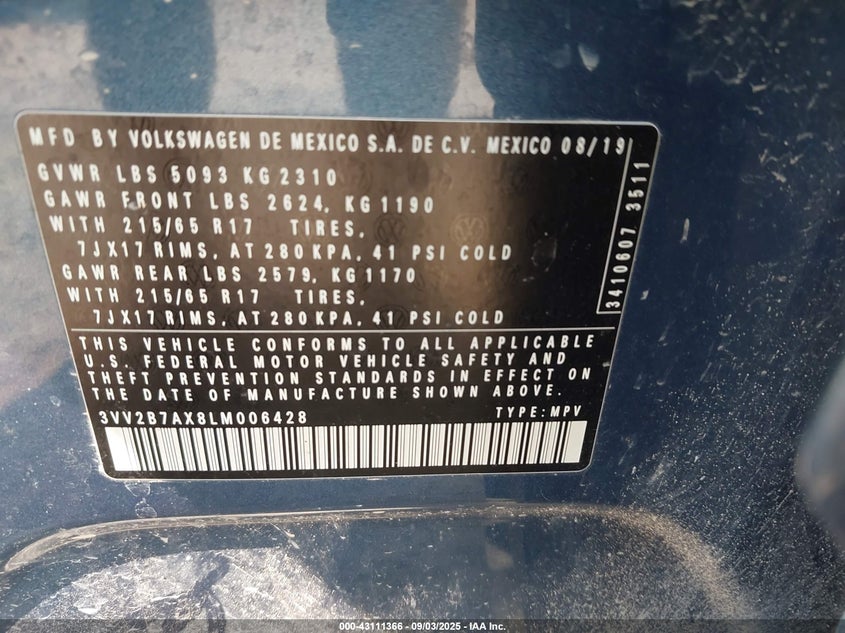 MFD BY VOLKSWAGEN DE MEXICO S.A. DE C.V. MEXICO 08/19
GVWR LBS 5093 KG 2310
GAWR FRONT LBS 2624, KG 1190
WITH 215/65 R17 TIRES,
7JX17 RIMS, AT 280 KPA, 41 PSI COLD
GAWR REAR LBS 2579, KG 1170
WITH 215/65 R17 TIRES,
7JX17 RIMS, AT 280 KPA, 41 PSI COLD
3410607 3511
THIS VEHICLE CONFORMS TO ALL APPLICABLE
U.S. FEDERAL MOTOR VEHICLE SAFETY AND
THEFT PREVENTION STANDARDS IN EFFECT ON
THE DATE OF MANUFACTURE SHOWN ABOVE.
3VV2B7AX8LM006428 TYPE: MPV
000-43111366 - 09/03/2025 - IAA Inc.